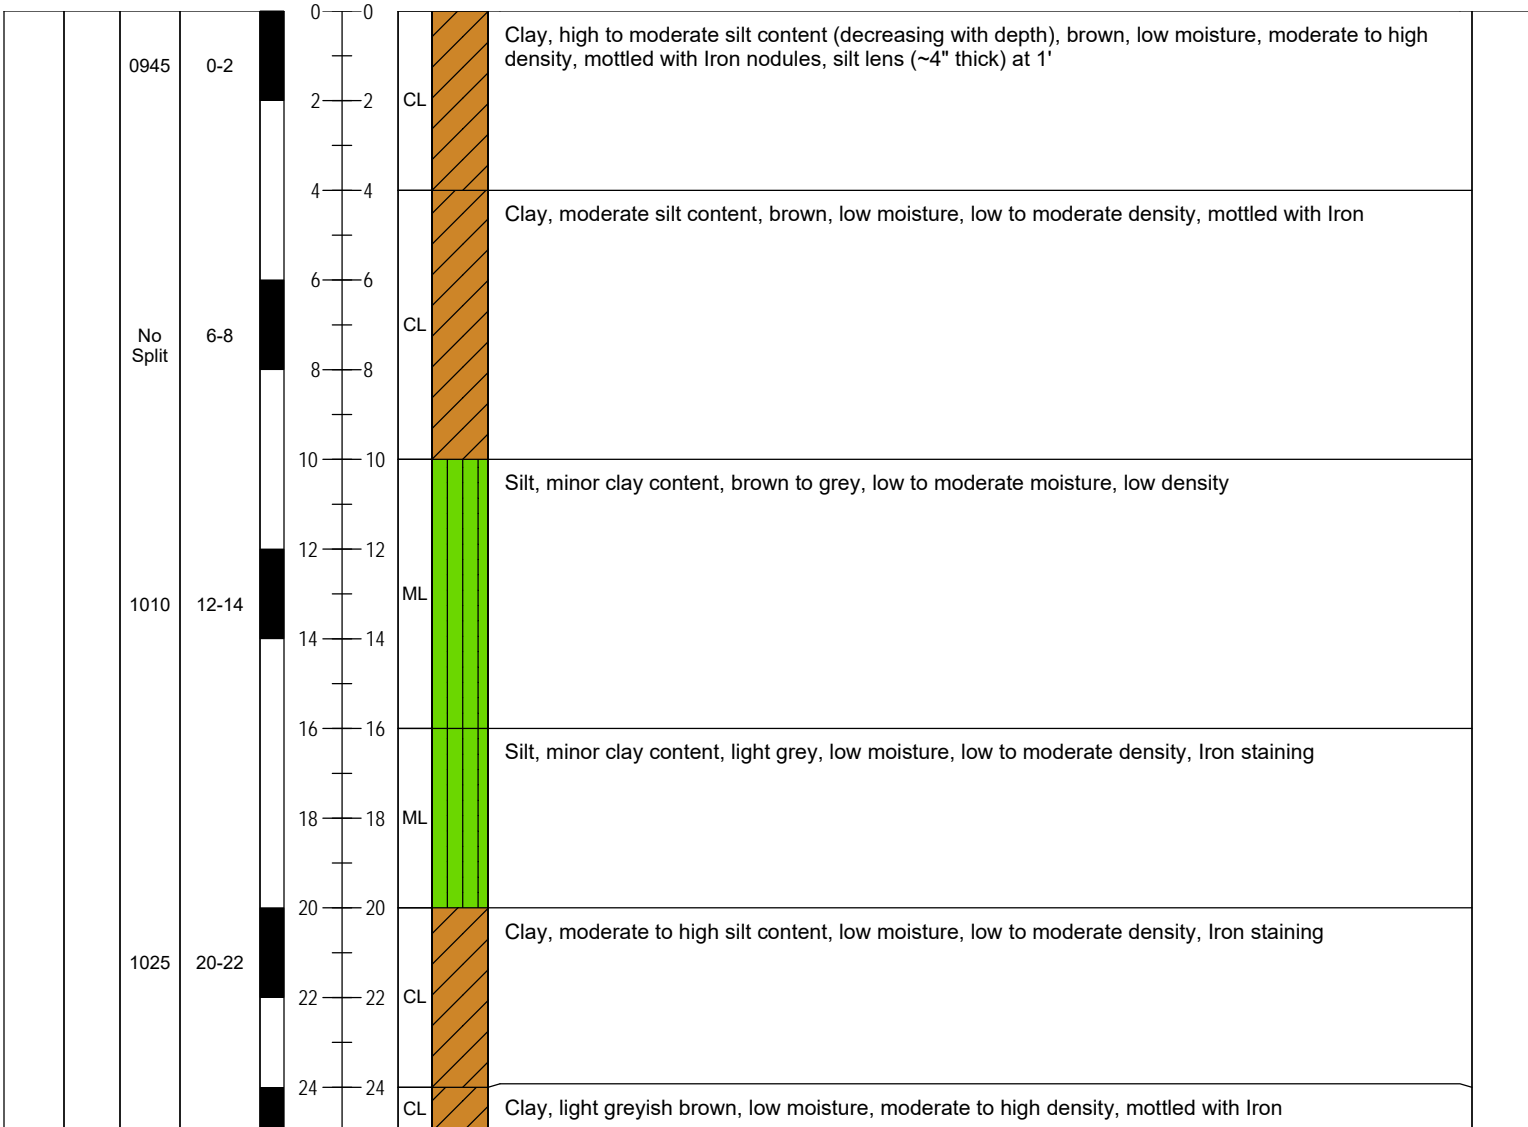 0 0
Clay, high to moderate silt content (decreasing with depth), brown, low moisture, moderate to high
density, mottled with Iron nodules, silt lens (~4" thick) at 1'
0945 0-2
2 2 CL
4 4
Clay, moderate silt content, brown, low moisture, low to moderate density, mottled with Iron
6 6
CL
No
Split
6-8
8 8
10 10
Silt, minor clay content, brown to grey, low to moderate moisture, low density
12 12
ML
1010 12-14
14 14
16 16
Silt, minor clay content, light grey, low moisture, low to moderate density, Iron staining
18 18 ML
20 20
Clay, moderate to high silt content, low moisture, low to moderate density, Iron staining
1025 20-22
22 22 CL
24 24
CL
Clay, light greyish brown, low moisture, moderate to high density, mottled with Iron